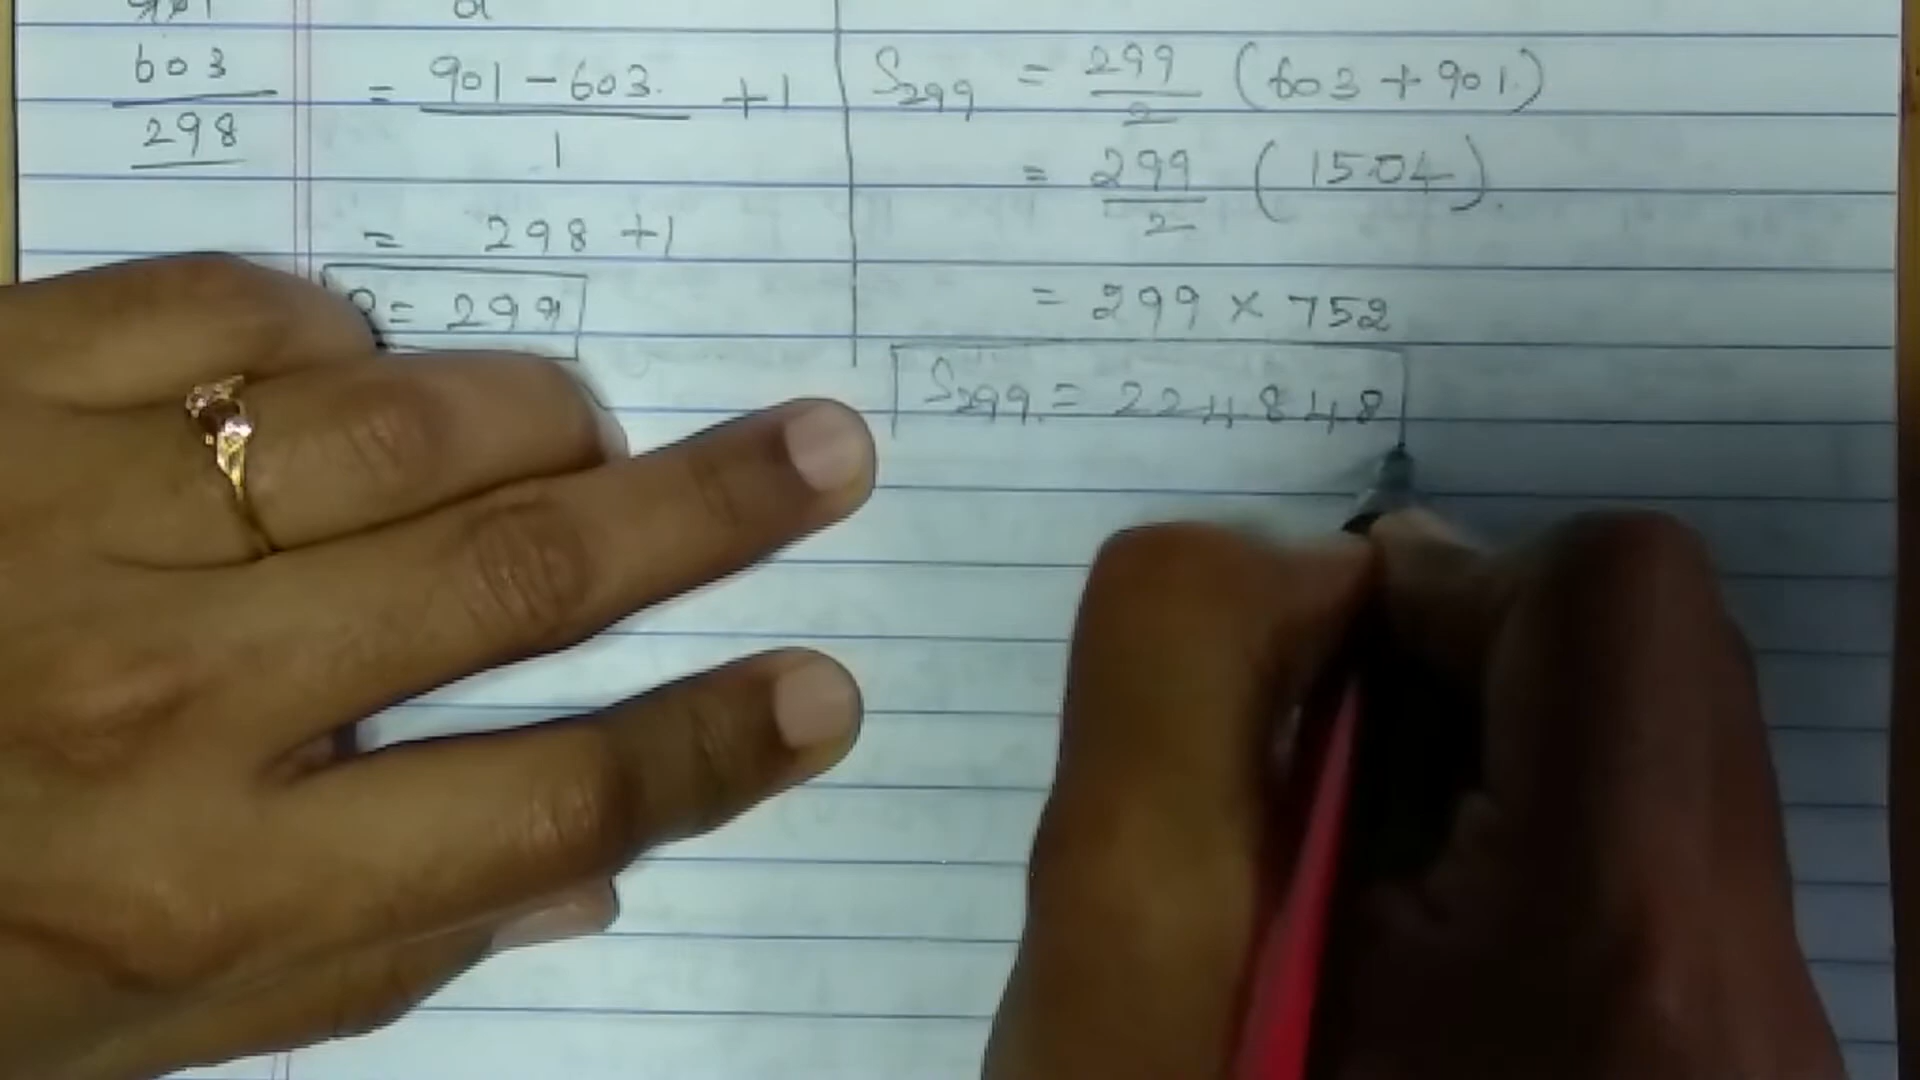 603
298
= 901 - 603 + 1
1
= 298 + 1
= 299
S299 = 299 (603 + 901)
2
= 299 (1504)
2
= 299 × 752
S299 = 224848